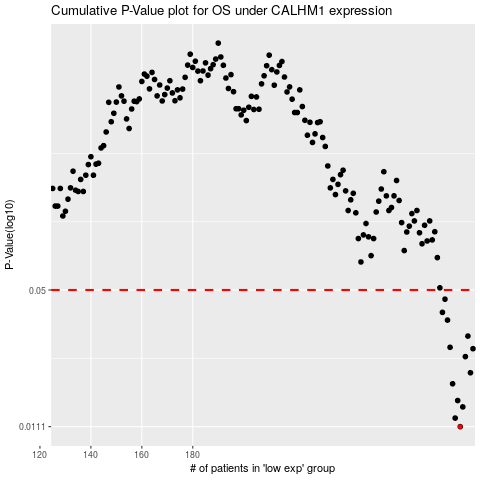 Cumulative P-Value plot for OS under CALHM1 expression
P-Value(log10)
0.05
0.0111
120 140 160 180
# of patients in 'low exp' group